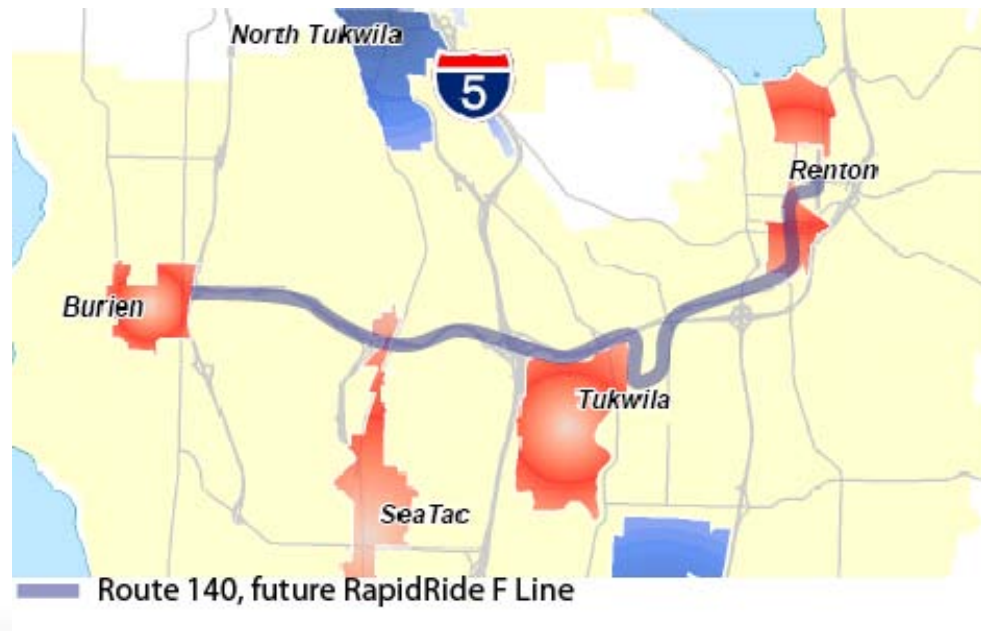 North Tukwila
5
Renton
Burien
Tukwila
SeaTac
Route 140, future RapidRide F Line